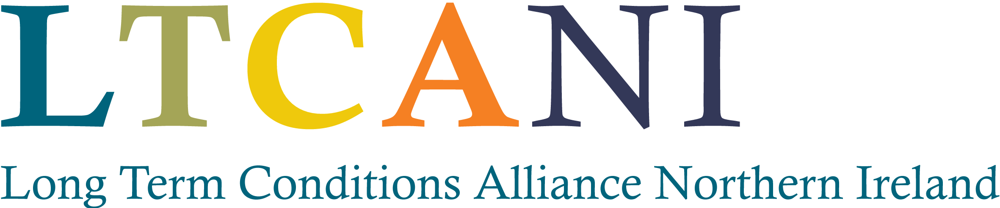 LTCANI
Long Term Conditions Alliance Northern Ireland